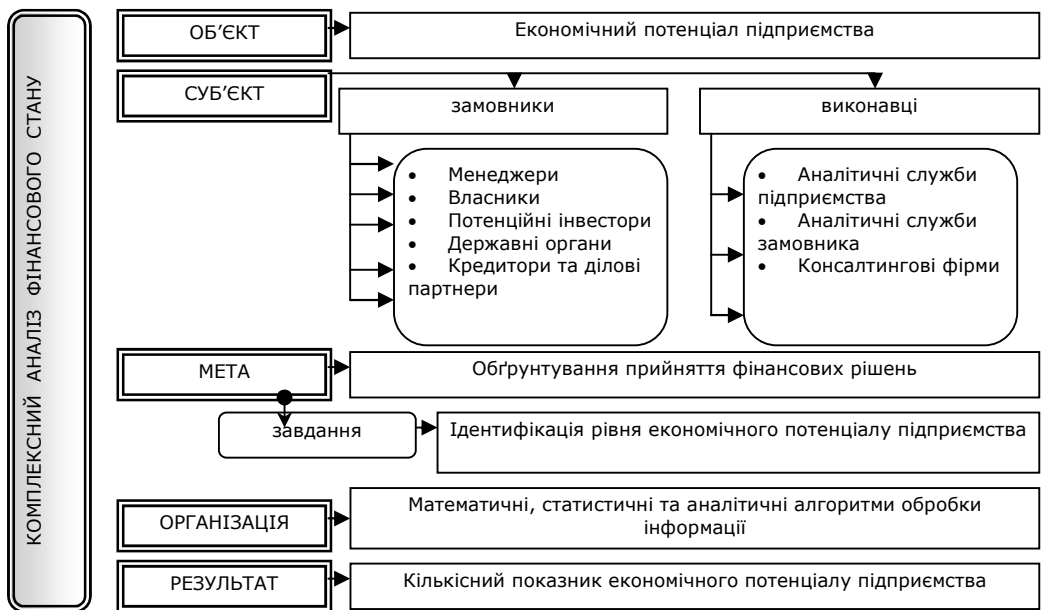 КОМПЛЕКСНИЙ АНАЛІЗ ФІНАНСОВОГО СТАНУ
ОБ’ЄКТ
Економічний потенціал підприємства
СУБ’ЄКТ
замовники
виконавці
• Менеджери
• Власники
• Потенційні інвестори
• Державні органи
• Кредитори та ділові
партнери
• Аналітичні служби
підприємства
• Аналітичні служби
замовника
• Консалтингові фірми
МЕТА
Обґрунтування прийняття фінансових рішень
завдання
Ідентифікація рівня економічного потенціалу підприємства
ОРГАНІЗАЦІЯ
Математичні, статистичні та аналітичні алгоритми обробки
інформації
РЕЗУЛЬТАТ
Кількісний показник економічного потенціалу підприємства